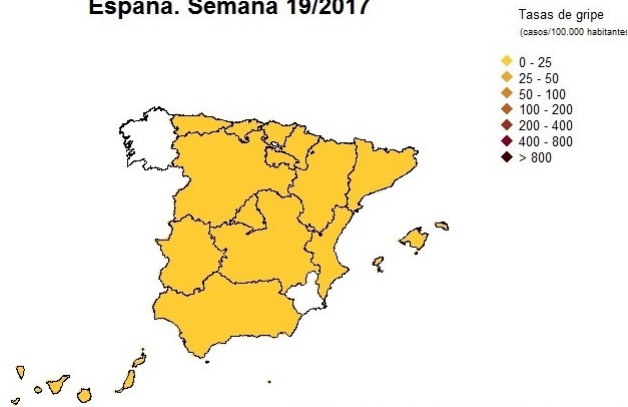 España. Semana 19/2017
Tasas de gripe
(casos/100.000 habitantes
0 - 25
25 - 50
50 - 100
100 - 200
200 - 400
400 - 800
> 800